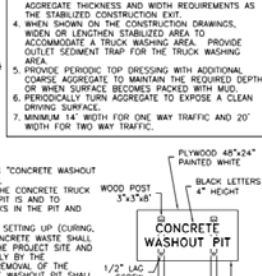 AGGREGATE THICKNESS AND WIDTH REQUIREMENTS AS
THE STABILIZED CONSTRUCTION EXIT.
4. WHEN SHOWN ON THE CONSTRUCTION DRAWINGS,
WIDEN OR LENGTHEN STABILIZED AREA TO
ACCOMMODATE A TRUCK WASHING AREA. PROVIDE
OUTLET SEDIMENT TRAP FOR THE TRUCK WASHING
AREA.
5. PROVIDE PERIODIC TOP DRESSING WITH ADDITIONAL
COARSE AGGREGATE TO MAINTAIN THE REQUIRED DEPTH
OR WHEN SURFACE BECOMES PACKED WITH MUD.
6. PERIODICALLY TURN AGGREGATE TO EXPOSE A CLEAN
DRIVING SURFACE.
7. MINIMUM 14' WIDTH FOR ONE WAY TRAFFIC AND 20'
WIDTH FOR TWO WAY TRAFFIC.
"CONCRETE WASHOUT
HE CONCRETE TRUCK
PIT IS AND TO
KS IN THE PIT AND
SETTING UP (CURING,
NCRETE WASTE SHALL
HE PROJECT SITE AND
LY BY THE
EMOVAL OF THE
WASHOUT PIT SHALL
PLYWOOD 48"x24"
PAINTED WHITE
BLACK LETTERS
4" HEIGHT
WOOD POST
3"x3"x8'
CONCRETE
WASHOUT PIT
1/2" LAG